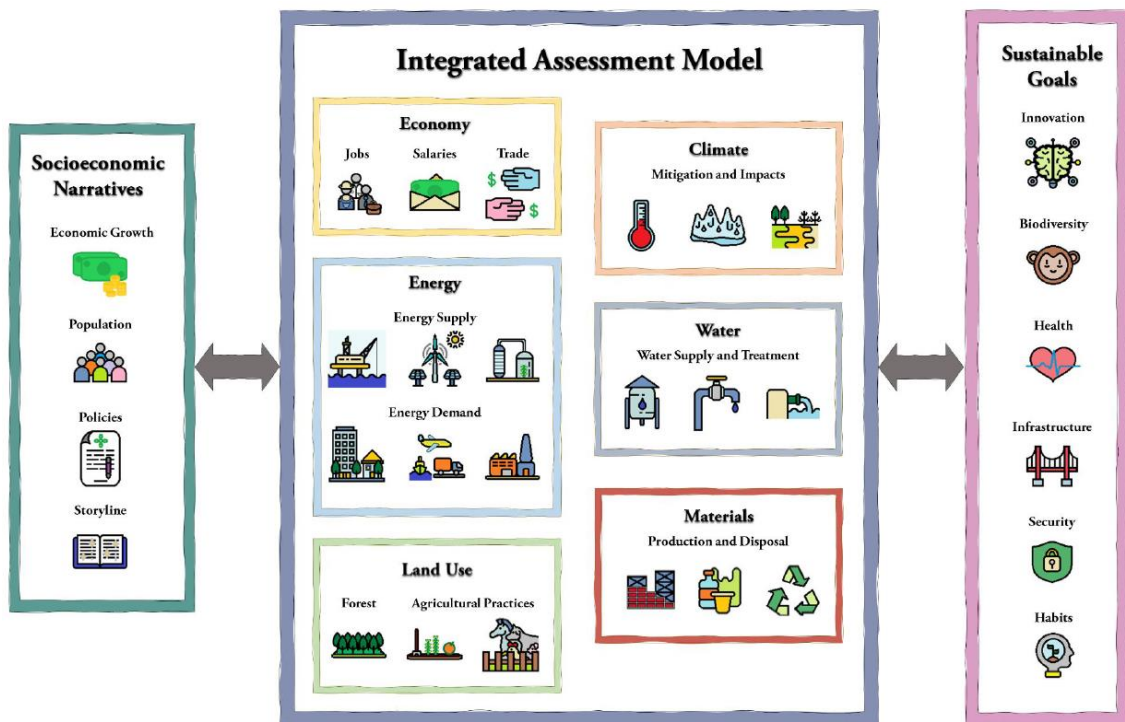 Socioeconomic
Narratives
Economic Growth
Population
Policies
Storyline
Integrated Assessment Model
Economy
Jobs Salaries Trade
$
$
Energy
Energy Supply
Energy Demand
Land Use
Forest Agricultural Practices
Climate
Mitigation and Impacts
Water
Water Supply and Treatment
Materials
Production and Disposal
Sustainable
Goals
Innovation
Biodiversity
Health
Infrastructure
Security
Habits